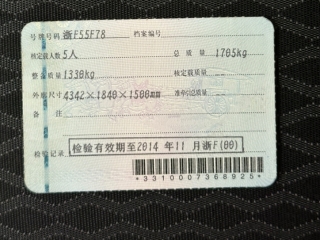 号牌号码 浙F55F78 档案编号
核定载人数 5人 总质量 1705kg
整备质量 1330kg 核定载质量
外廓尺寸 4342×1840×1500mm 准牵引总质量
备注
检验记录 检验有效期至2014 年11 月浙F(00)
*3310007368925*